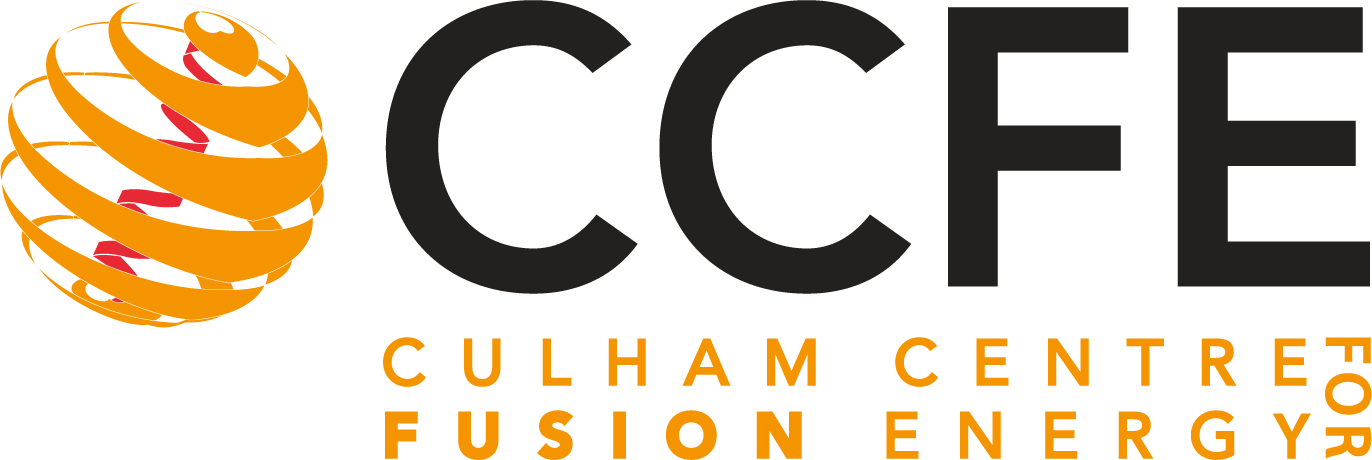 CCFE
CULHAM CENTRE
FOR
FUSION ENERGY